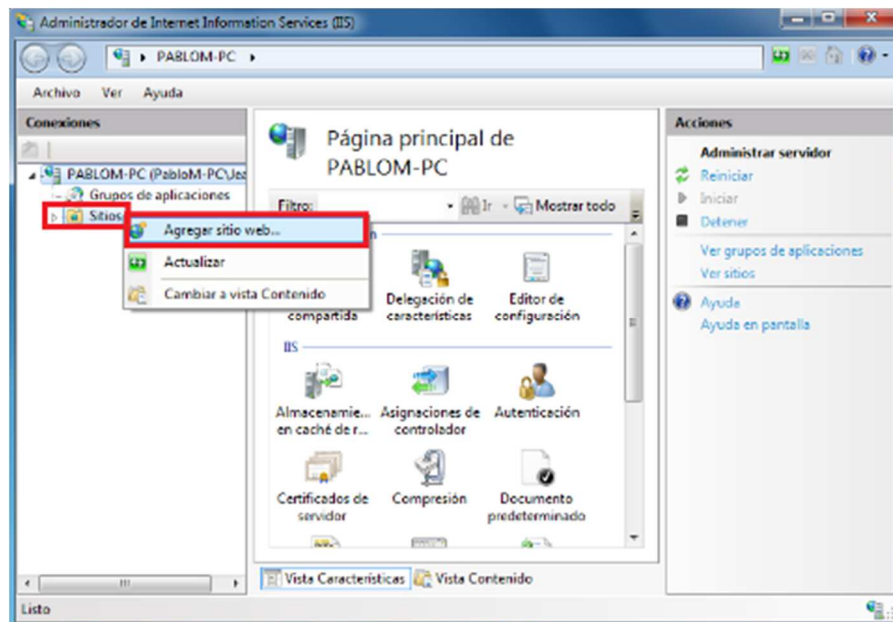 Administrador de Internet Information Services (IIS)
PABLOM-PC
Archivo Ver Ayuda
Conexiones
PABLOM-PC (PabloM-PC\Jea
Grupos de aplicaciones
Sitios
Agregar sitio web...
Actualizar
Cambiar a vista Contenido
Página principal de
PABLOM-PC
Filtro: Ir Mostrar todo
compartida
Delegación de
características
Editor de
configuración
IIS
Almacenamie...
en caché de r...
Asignaciones de
controlador
Autenticación
Certificados de
servidor
Compresión
Documento
predeterminado
Vista Características Vista Contenido
Acciones
Administrar servidor
Reiniciar
Iniciar
Detener
Ver grupos de aplicaciones
Ver sitios
Ayuda
Ayuda en pantalla
Listo